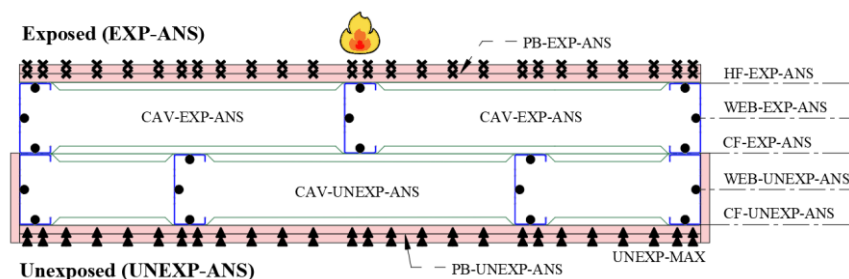 Exposed (EXP-ANS)
PB-EXP-ANS
HF-EXP-ANS
CAV-EXP-ANS
CAV-EXP-ANS
WEB-EXP-ANS
CF-EXP-ANS
CAV-UNEXP-ANS
WEB-UNEXP-ANS
CF-UNEXP-ANS
UNEXP-MAX
Unexposed (UNEXP-ANS)
PB-UNEXP-ANS